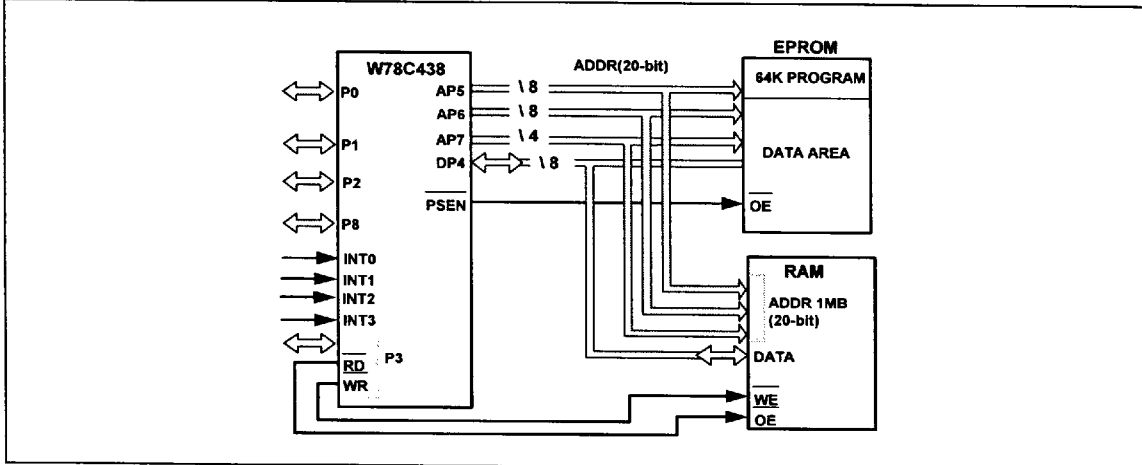 EPROM
W78C438
ADDR(20-bit)
64K PROGRAM
P0
AP5
\ 8
AP6
\ 8
P1
AP7
\ 4
DATA AREA
DP4
\ 8
P2
PSEN
OE
P8
INT0
INT1
INT2
INT3
RAM
ADDR 1MB
(20-bit)
P3
RD
WR
DATA
WE
OE